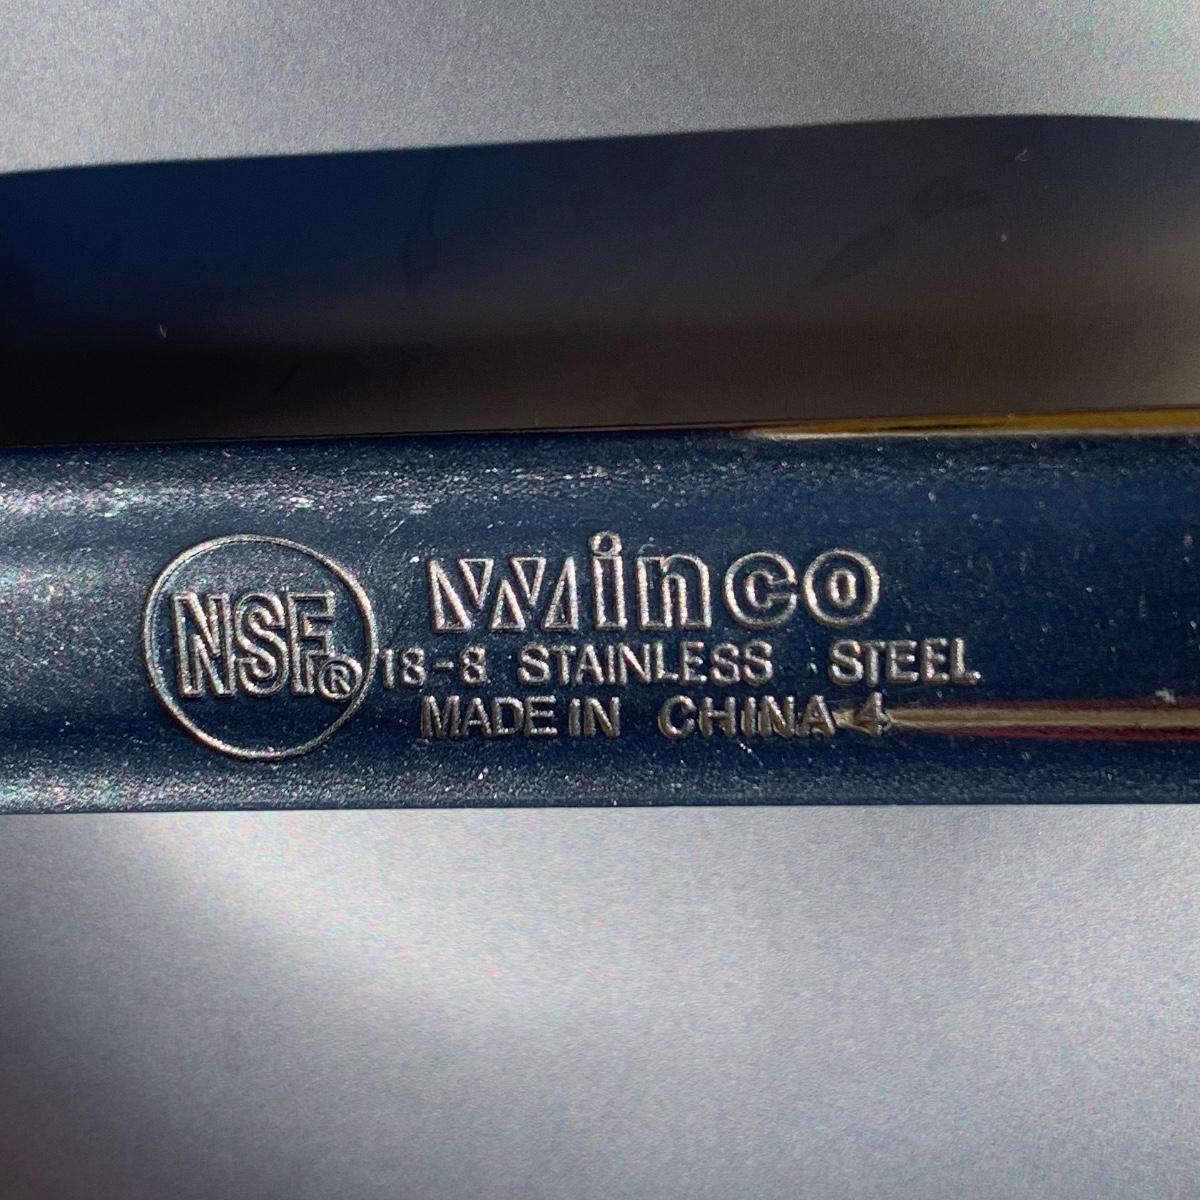 NSF®
Winco
18-8 STAINLESS STEEL
MADE IN CHINA 4